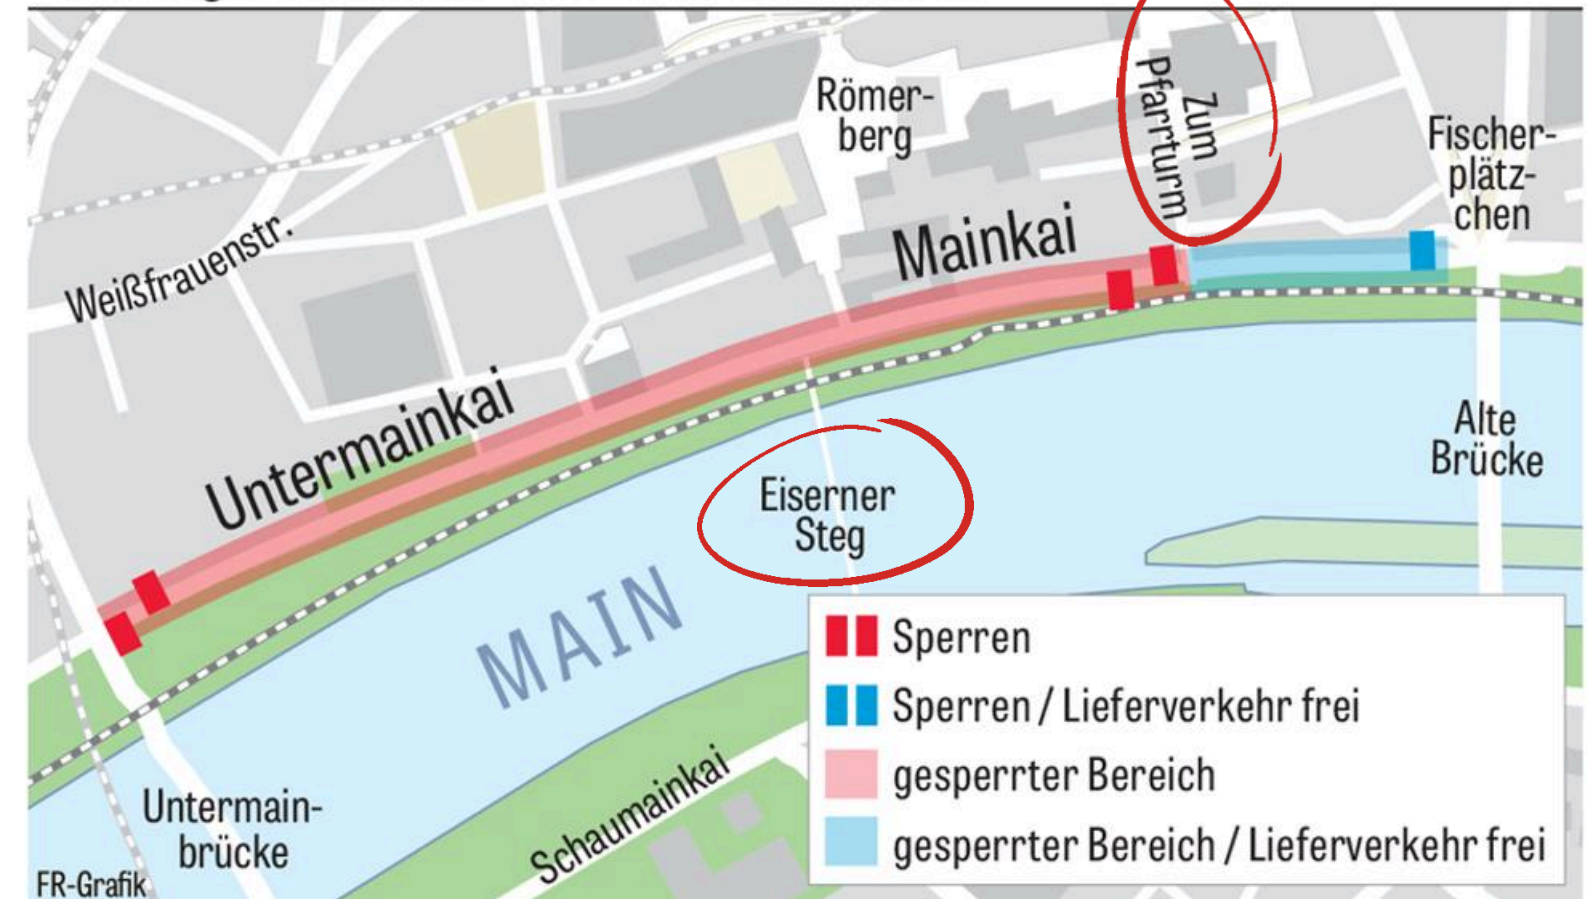 Römer-
berg
Zum
Pfarrturm
Fischer-
plätz-
chen
Weißfrauenstr.
Mainkai
Untermainkai
Alte
Brücke
Eiserner
Steg
MAIN
Sperren
Sperren / Lieferverkehr frei
gesperrter Bereich
gesperrter Bereich / Lieferverkehr frei
Schaumainkai
Untermain-
brücke
FR-Grafik